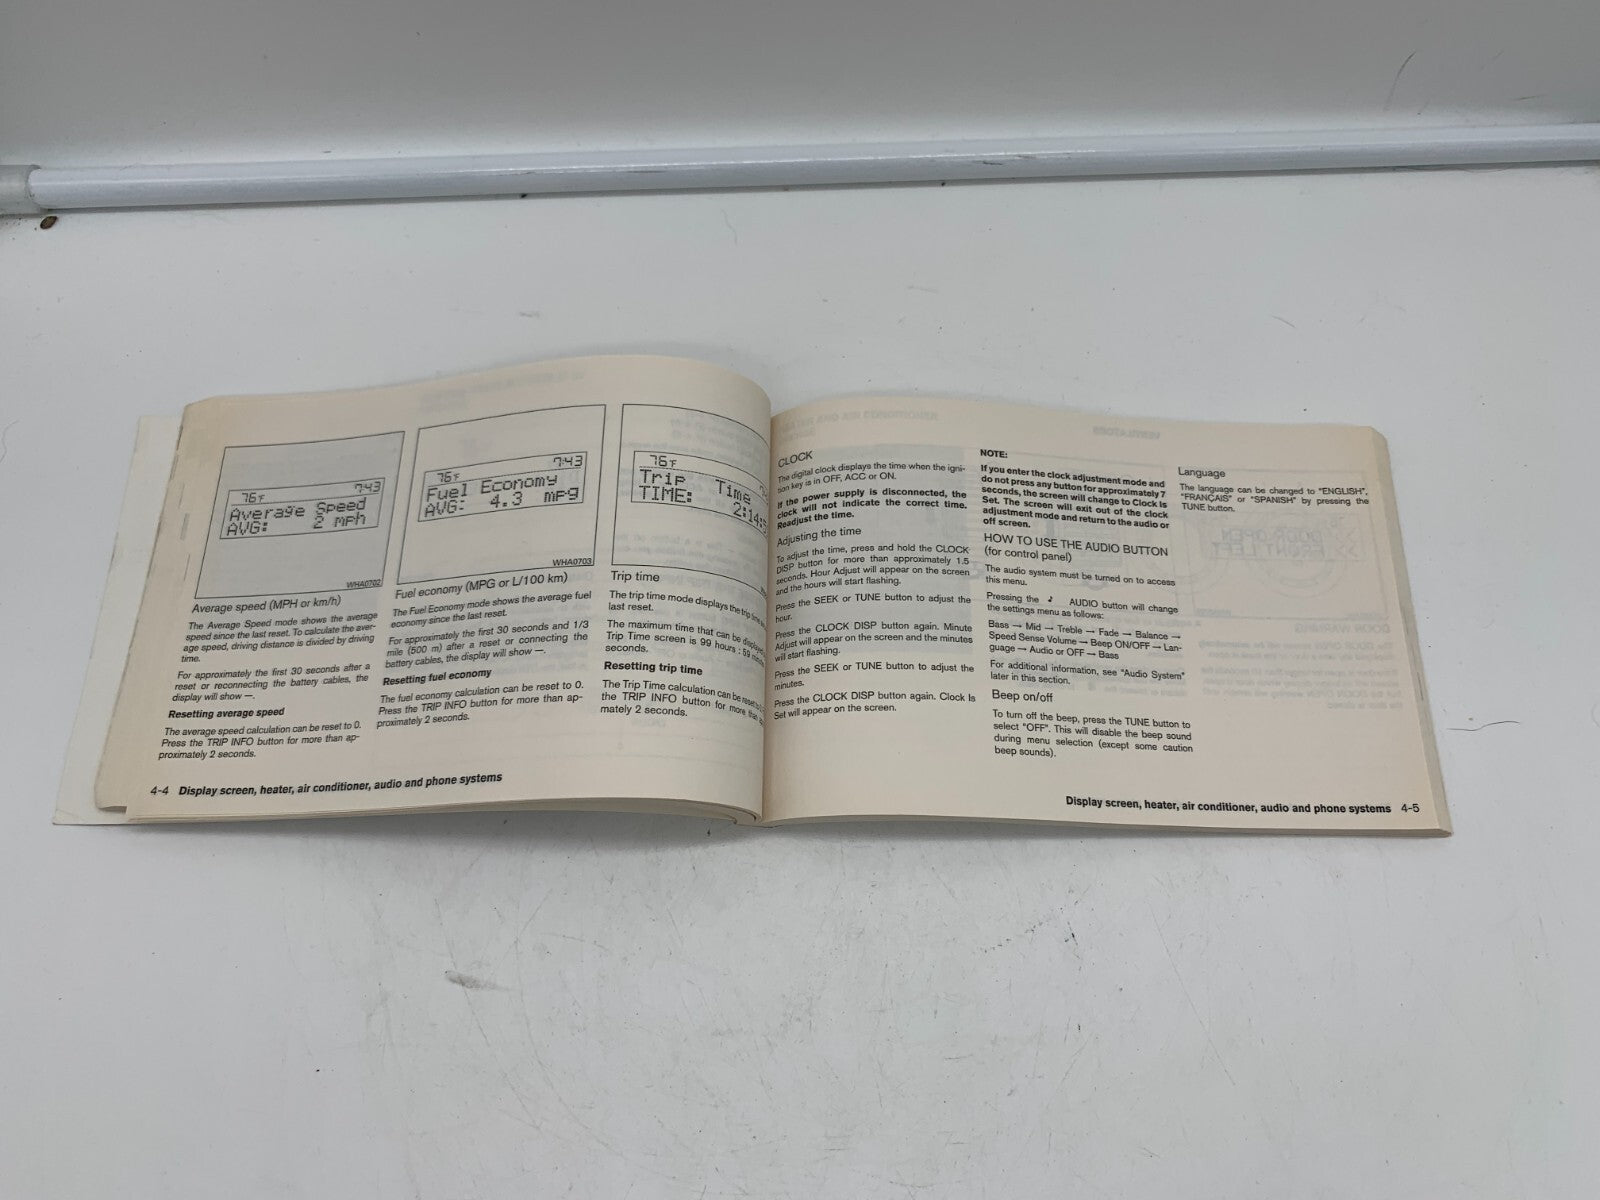 76°F 7:43
Average Speed
AVG: 2 mph
WHA0702
Average speed (MPH or km/h)
The Average Speed mode shows the average
speed since the last reset. To calculate the aver-
age speed, driving distance is divided by driving
time.
For approximately the first 30 seconds after a
reset or reconnecting the battery cables, the
display will show —.
Resetting average speed
The average speed calculation can be reset to 0.
Press the TRIP INFO button for more than ap-
proximately 2 seconds.
76°F 7:43
Fuel Economy
AVG: 4.3 mpg
WHA0703
Fuel economy (MPG or L/100 km)
The Fuel Economy mode shows the average fuel
economy since the last reset.
For approximately the first 30 seconds and 1/3
mile (500 m) after a reset or connecting the
battery cables, the display will show —.
Resetting fuel economy
The fuel economy calculation can be reset to 0.
Press the TRIP INFO button for more than ap-
proximately 2 seconds.
76°F
Trip Time
TIME: 2:14:
Trip time
The trip time mode displays the trip time
last reset.
The maximum time that can be displayed
Trip Time screen is 99 hours : 59
seconds.
Resetting trip time
The Trip Time calculation can be reset
the TRIP INFO button for more than
mately 2 seconds.
4-4 Display screen, heater, air conditioner, audio and phone systems
CLOCK
The digital clock displays the time when the igni-
tion key is in OFF, ACC or ON.
If the power supply is disconnected, the
clock will not indicate the correct time.
Readjust the time.
Adjusting the time
To adjust the time, press and hold the CLOCK
DISP button for more than approximately 1.5
seconds. Hour Adjust will appear on the screen
and the hours will start flashing.
Press the SEEK or TUNE button to adjust the
hour.
Press the CLOCK DISP button again. Minute
Adjust will appear on the screen and the minutes
will start flashing.
Press the SEEK or TUNE button to adjust the
minutes.
Press the CLOCK DISP button again. Clock Is
Set will appear on the screen.
NOTE:
If you enter the clock adjustment mode and
do not press any button for approximately 7
seconds, the screen will change to Clock Is
Set. The screen will exit out of the clock
adjustment mode and return to the audio or
off screen.
HOW TO USE THE AUDIO BUTTON
(for control panel)
The audio system must be turned on to access
this menu.
Pressing the ♪ AUDIO button will change
the settings menu as follows:
Bass → Mid → Treble → Fade → Balance →
Speed Sense Volume → Beep ON/OFF → Lan-
guage → Audio or OFF → Bass
For additional information, see "Audio System"
later in this section.
Beep on/off
To turn off the beep, press the TUNE button to
select "OFF". This will disable the beep sound
during menu selection (except some caution
beep sounds).
Language
The language can be changed to "ENGLISH",
"FRANÇAIS" or "SPANISH" by pressing the
TUNE button.
Display screen, heater, air conditioner, audio and phone systems 4-5